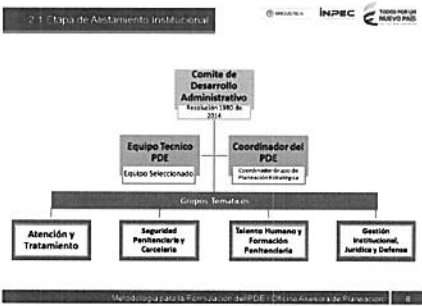 2.1 Etapa de Alistamiento Institucional
MINJUSTICIA
INPEC
TODOS POR UN
NUEVO PAÍS
Comite de
Desarrollo
Administrativo
Resolución 1980 de
2014
Equipo Tecnico
PDE
Equipo Seleccionado
Coordinador del
PDE
Coordinador Grupo de
Planeación Estratégica
Grupos Tematicos
Atención y
Tratamiento
Seguridad
Penitenciaria y
Carcelaria
Talento Humano y
Formación
Penitenciaria
Gestión
Institucional,
Juridica y Defensa
Metodología para la Formulación del PDE / Oficina Asesora de Planeación
8